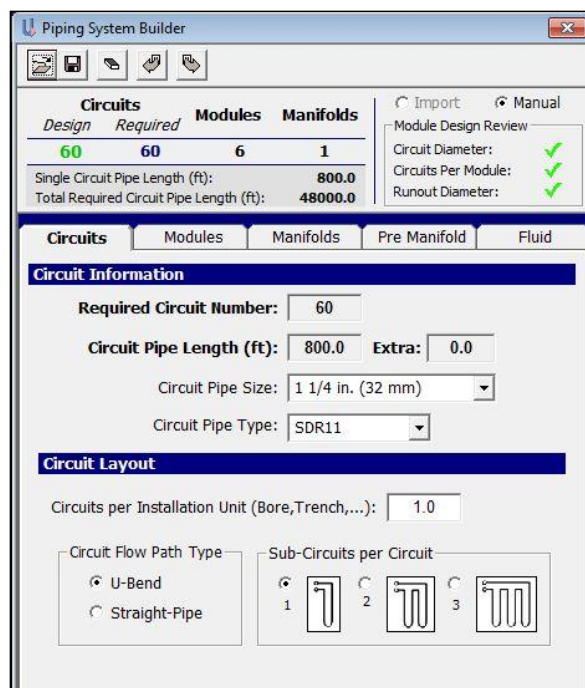 Piping System Builder
Circuits
Design Required Modules Manifolds
60 60 6 1
Single Circuit Pipe Length (ft): 800.0
Total Required Circuit Pipe Length (ft): 48000.0
Import Manual
Module Design Review
Circuit Diameter:
Circuits Per Module:
Runout Diameter:
Circuits Modules Manifolds Pre Manifold Fluid
Circuit Information
Required Circuit Number: 60
Circuit Pipe Length (ft): 800.0 Extra: 0.0
Circuit Pipe Size: 1 1/4 in. (32 mm)
Circuit Pipe Type: SDR11
Circuit Layout
Circuits per Installation Unit (Bore,Trench,...): 1.0
Circuit Flow Path Type
U-Bend
Straight-Pipe
Sub-Circuits per Circuit
1 2 3